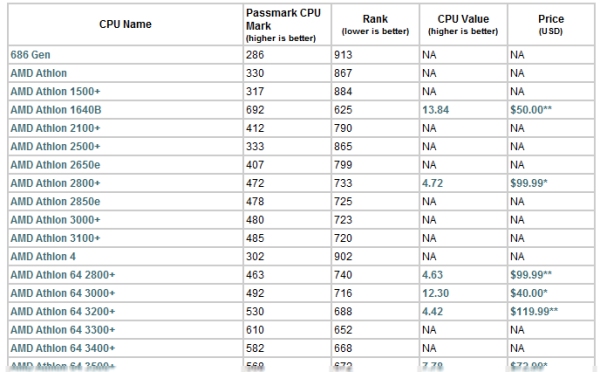 CPU Name Passmark CPU Mark (higher is better) Rank (lower is better) CPU Value (higher is better) Price (USD)
686 Gen 286 913 NA NA
AMD Athlon 330 867 NA NA
AMD Athlon 1500+ 317 884 NA NA
AMD Athlon 1640B 692 625 13.84 $50.00**
AMD Athlon 2100+ 412 790 NA NA
AMD Athlon 2500+ 333 865 NA NA
AMD Athlon 2650e 407 799 NA NA
AMD Athlon 2800+ 472 733 4.72 $99.99*
AMD Athlon 2850e 478 725 NA NA
AMD Athlon 3000+ 480 723 NA NA
AMD Athlon 3100+ 485 720 NA NA
AMD Athlon 4 302 902 NA NA
AMD Athlon 64 2800+ 463 740 4.63 $99.99**
AMD Athlon 64 3000+ 492 716 12.30 $40.00*
AMD Athlon 64 3200+ 530 688 4.42 $119.99**
AMD Athlon 64 3300+ 610 652 NA NA
AMD Athlon 64 3400+ 582 668 NA NA
AMD Athlon 64 3500+ 568 672 7.78 $72.99*